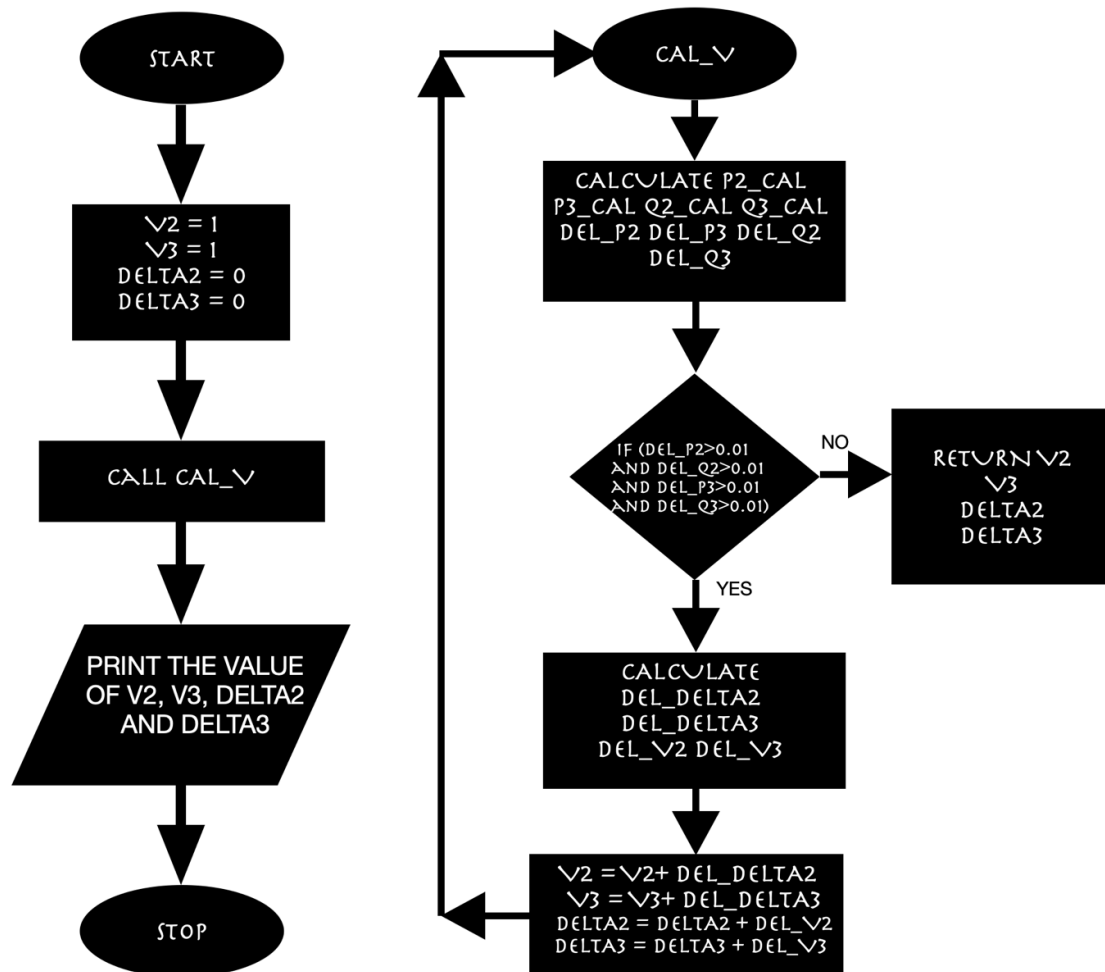 START
V2 = 1
V3 = 1
DELTA2 = 0
DELTA3 = 0
CALL CAL_V
PRINT THE VALUE
OF V2, V3, DELTA2
AND DELTA3
STOP
CAL_V
CALCULATE P2_CAL
P3_CAL Q2_CAL Q3_CAL
DEL_P2 DEL_P3 DEL_Q2
DEL_Q3
IF (DEL_P2>0.01
AND DEL_Q2>0.01
AND DEL_P3>0.01
AND DEL_Q3>0.01)
NO
RETURN V2
V3
DELTA2
DELTA3
YES
CALCULATE
DEL_DELTA2
DEL_DELTA3
DEL_V2 DEL_V3
V2 = V2+ DEL_DELTA2
V3 = V3+ DEL_DELTA3
DELTA2 = DELTA2 + DEL_V2
DELTA3 = DELTA3 + DEL_V3